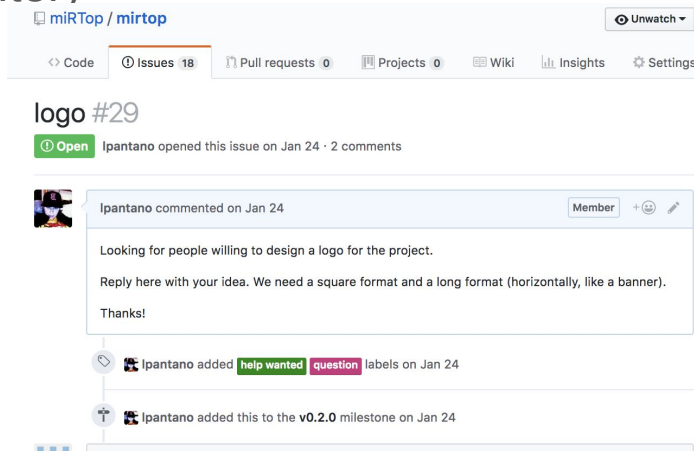 miRTop / mirtop
Unwatch
Code Issues 18 Pull requests 0 Projects 0 Wiki Insights Settings
logo #29
Open lpantano opened this issue on Jan 24 · 2 comments
lpantano commented on Jan 24 Member
Looking for people willing to design a logo for the project.
Reply here with your idea. We need a square format and a long format (horizontally, like a banner).
Thanks!
lpantano added help wanted question labels on Jan 24
lpantano added this to the v0.2.0 milestone on Jan 24